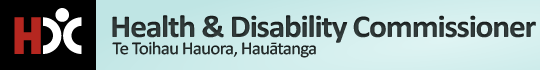 HDC
Health & Disability Commissioner
Te Toihau Hauora, Hauātanga